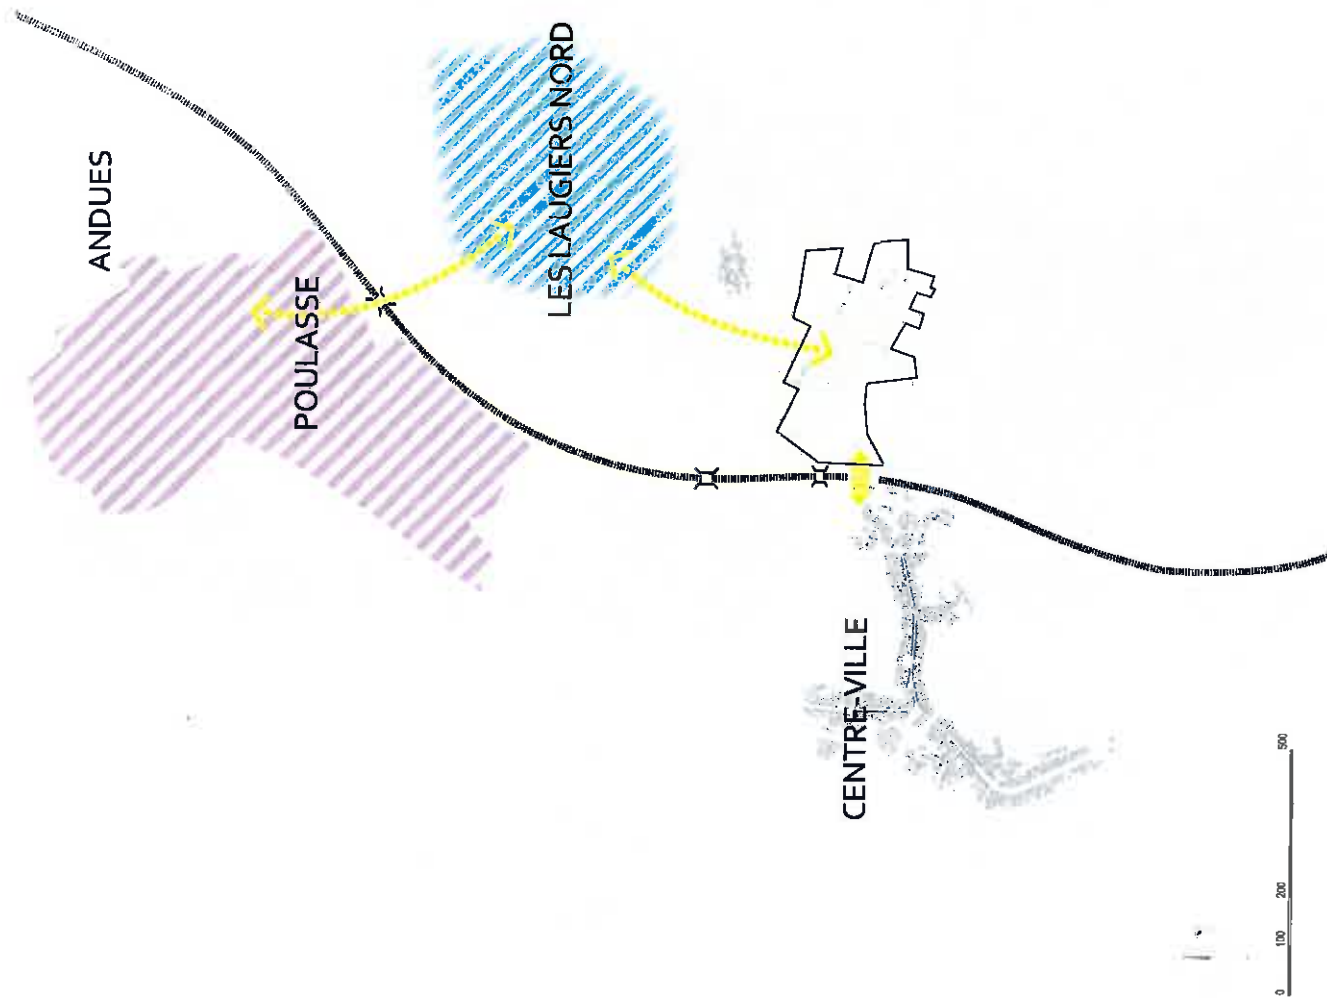 ANDUES
POULASSE
LES LAUGIERS NORD
CENTRE-VILLE
0 100 200 500